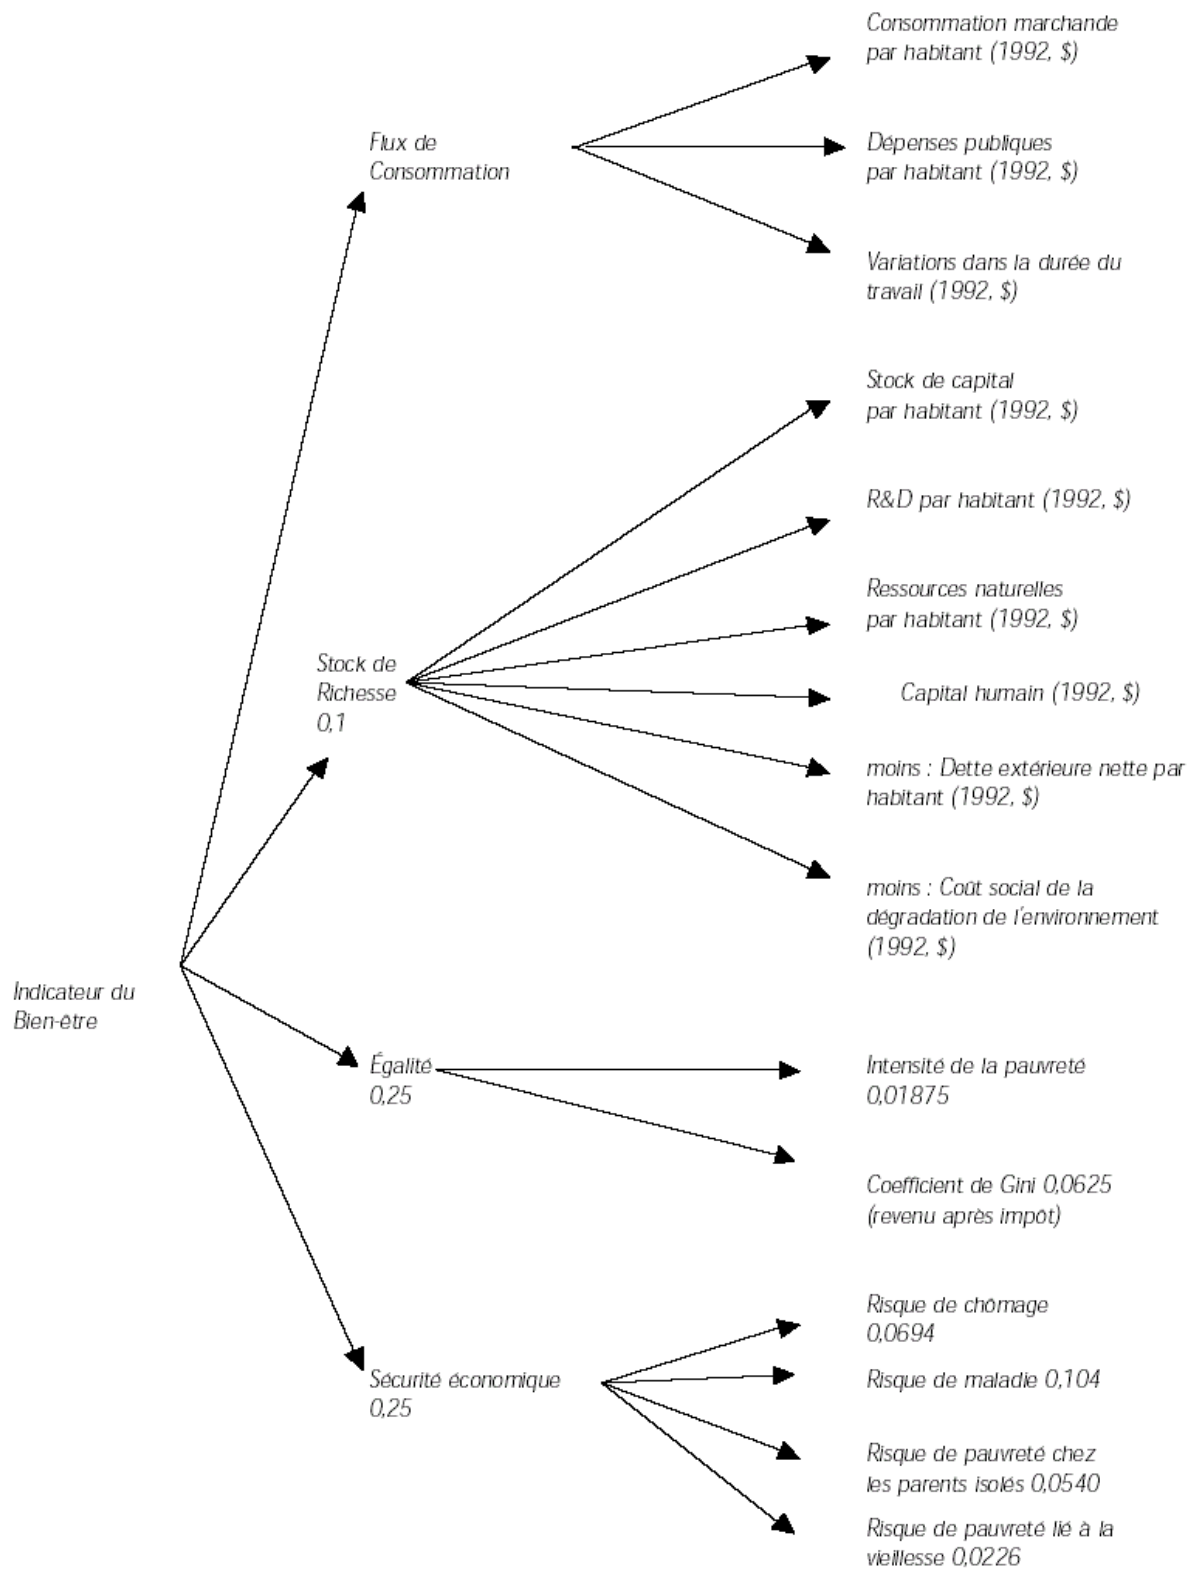 Consommation marchande
par habitant (1992, $)
Flux de
Consommation
Dépenses publiques
par habitant (1992, $)
Variations dans la durée du
travail (1992, $)
Stock de capital
par habitant (1992, $)
R&D par habitant (1992, $)
Ressources naturelles
par habitant (1992, $)
Stock de
Richesse
0,1
Capital humain (1992, $)
moins : Dette extérieure nette par
habitant (1992, $)
moins : Coût social de la
dégradation de l'environnement
(1992, $)
Indicateur du
Bien-être
Égalité
0,25
Intensité de la pauvreté
0,01875
Coefficient de Gini 0,0625
(revenu après impôt)
Risque de chômage
0,0694
Sécurité économique
0,25
Risque de maladie 0,104
Risque de pauvreté chez
les parents isolés 0,0540
Risque de pauvreté lié à la
vieillesse 0,0226